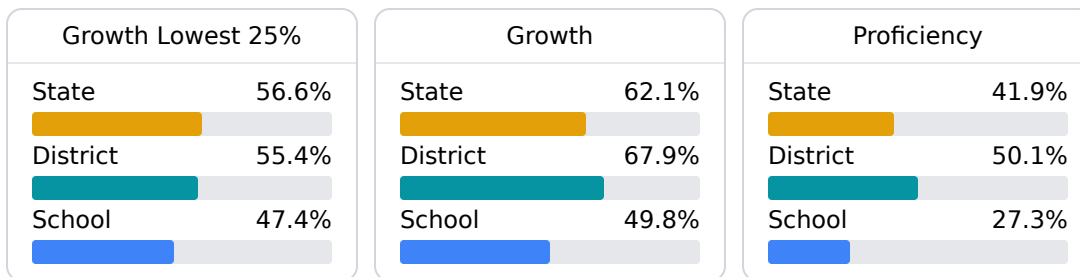 Growth Lowest 25%
State 56.6%
District 55.4%
School 47.4%
Growth
State 62.1%
District 67.9%
School 49.8%
Proficiency
State 41.9%
District 50.1%
School 27.3%